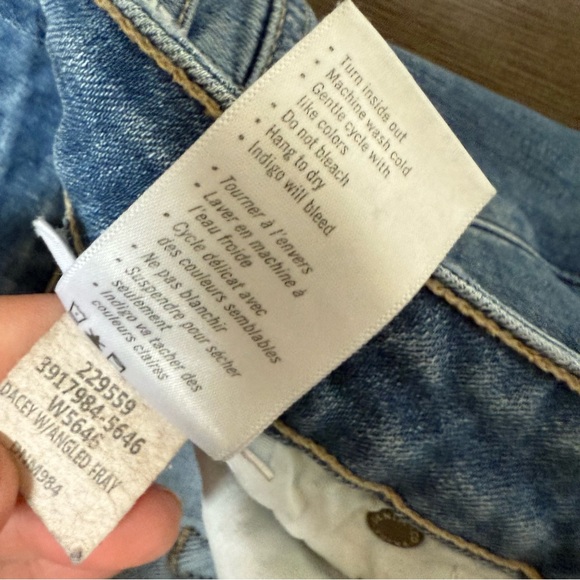 • Turn inside out
• Machine wash cold
Gentle cycle with
like colors
• Do not bleach
• Hang to dry
• Indigo will bleed
• Tourner à l'envers
• Laver en machine à
l'eau froide
• Cycle délicat avec
des couleurs semblables
• Ne pas blanchir
• Suspendre pour sécher
seulement
• Indigo va tacher des
couleurs claires
229559
3917984-5646
W5646
DACEY W/ANGLED FRAY